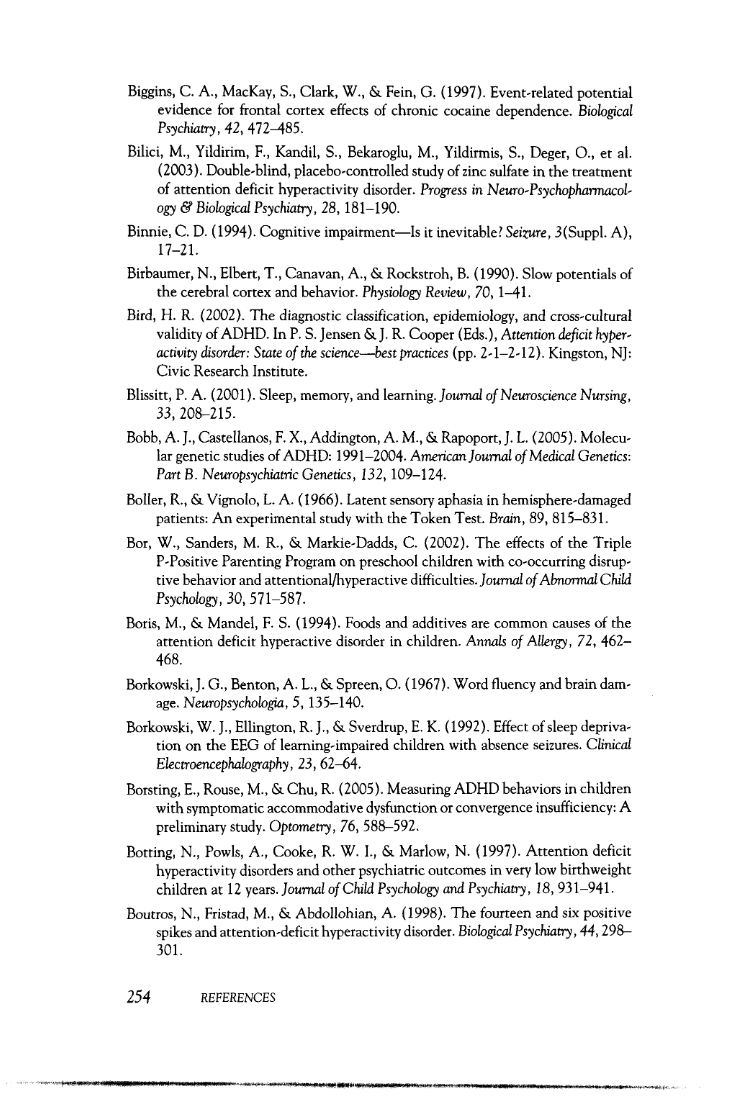 Biggins, C. A., MacKay, S., Clark, W., & Fein, G. (1997). Event-related potential
evidence for frontal cortex effects of chronic cocaine dependence. Biological
Psychiatry, 42, 472–485.
Bilici, M., Yildirim, F., Kandil, S., Bekaroglu, M., Yildirmis, S., Deger, O., et al.
(2003). Double-blind, placebo-controlled study of zinc sulfate in the treatment
of attention deficit hyperactivity disorder. Progress in Neuro-Psychopharmacol-
ogy & Biological Psychiatry, 28, 181–190.
Binnie, C. D. (1994). Cognitive impairment—Is it inevitable? Seizure, 3(Suppl. A),
17–21.
Birbaumer, N., Elbert, T., Canavan, A., & Rockstroh, B. (1990). Slow potentials of
the cerebral cortex and behavior. Physiology Review, 70, 1–41.
Bird, H. R. (2002). The diagnostic classification, epidemiology, and cross-cultural
validity of ADHD. In P. S. Jensen & J. R. Cooper (Eds.), Attention deficit hyper-
activity disorder: State of the science—best practices (pp. 2-1–2-12). Kingston, NJ:
Civic Research Institute.
Blissitt, P. A. (2001). Sleep, memory, and learning. Journal of Neuroscience Nursing,
33, 208–215.
Bobb, A. J., Castellanos, F. X., Addington, A. M., & Rapoport, J. L. (2005). Molecu-
lar genetic studies of ADHD: 1991–2004. American Journal of Medical Genetics:
Part B. Neuropsychiatric Genetics, 132, 109–124.
Boller, R., & Vignolo, L. A. (1966). Latent sensory aphasia in hemisphere-damaged
patients: An experimental study with the Token Test. Brain, 89, 815–831.
Bor, W., Sanders, M. R., & Markie-Dadds, C. (2002). The effects of the Triple
P-Positive Parenting Program on preschool children with co-occurring disrup-
tive behavior and attentional/hyperactive difficulties. Journal of Abnormal Child
Psychology, 30, 571–587.
Boris, M., & Mandel, F. S. (1994). Foods and additives are common causes of the
attention deficit hyperactive disorder in children. Annals of Allergy, 72, 462–
468.
Borkowski, J. G., Benton, A. L., & Spreen, O. (1967). Word fluency and brain dam-
age. Neuropsychologia, 5, 135–140.
Borkowski, W. J., Ellington, R. J., & Sverdrup, E. K. (1992). Effect of sleep depriva-
tion on the EEG of learning-impaired children with absence seizures. Clinical
Electroencephalography, 23, 62–64.
Borsting, E., Rouse, M., & Chu, R. (2005). Measuring ADHD behaviors in children
with symptomatic accommodative dysfunction or convergence insufficiency: A
preliminary study. Optometry, 76, 588–592.
Botting, N., Powls, A., Cooke, R. W. I., & Marlow, N. (1997). Attention deficit
hyperactivity disorders and other psychiatric outcomes in very low birthweight
children at 12 years. Journal of Child Psychology and Psychiatry, 18, 931–941.
Boutros, N., Fristad, M., & Abdollohian, A. (1998). The fourteen and six positive
spikes and attention-deficit hyperactivity disorder. Biological Psychiatry, 44, 298–
301.
254 REFERENCES